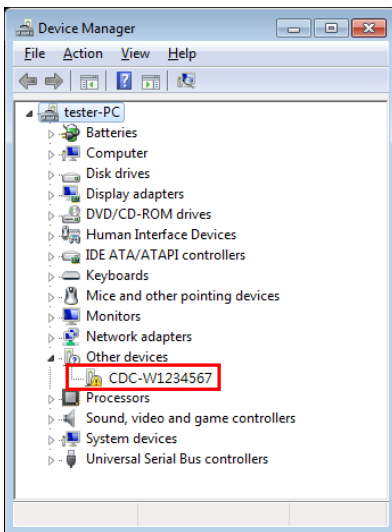 Device Manager
File Action View Help
tester-PC
Batteries
Computer
Disk drives
Display adapters
DVD/CD-ROM drives
Human Interface Devices
IDE ATA/ATAPI controllers
Keyboards
Mice and other pointing devices
Monitors
Network adapters
Other devices
CDC-W1234567
Processors
Sound, video and game controllers
System devices
Universal Serial Bus controllers